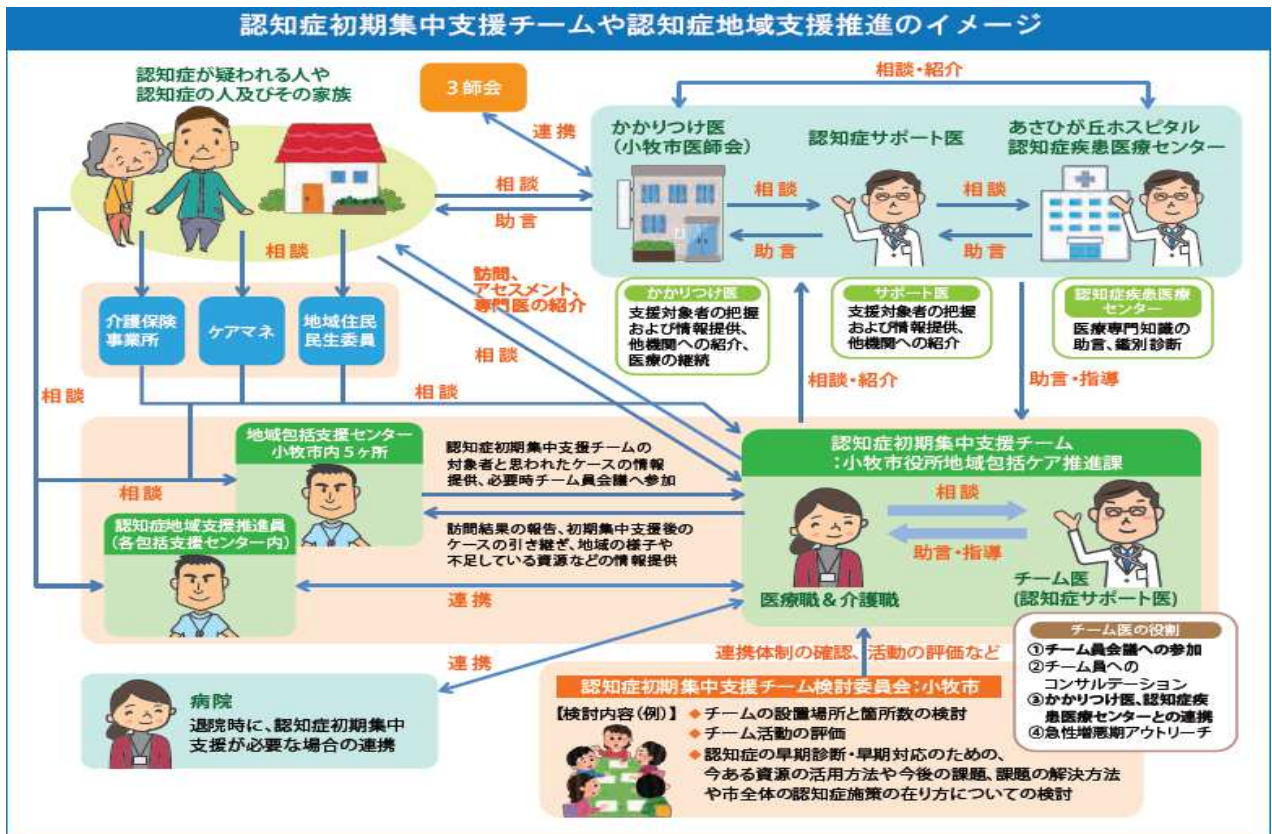 認知症初期集中支援チームや認知症地域支援推進のイメージ
認知症が疑われる人や
認知症の人及びその家族
3師会
連携
相談・紹介
かかりつけ医
(小牧市医師会)
認知症サポート医
あさひが丘ホスピタル
認知症疾患医療センター
相談
助言
相談
助言
相談
助言
相談
訪問、
アセスメント、
専門医の紹介
相談
介護保険
事業所
ケアマネ
地域住民
民生委員
かかりつけ医
支援対象者の把握
および情報提供、
他機関への紹介、
医療の継続
サポート医
支援対象者の把握
および情報提供、
他機関への紹介
認知症疾患医療
センター
医療専門知識の
助言、鑑別診断
相談
相談
相談・紹介
助言・指導
地域包括支援センター
小牧市内5ヶ所
相談
認知症地域支援推進員
(各包括支援センター内)
認知症初期集中支援チームの
対象者と思われたケースの情報
提供、必要時チーム員会議へ参加
訪問結果の報告、初期集中支援後の
ケースの引き継ぎ、地域の様子や
不足している資源などの情報提供
連携
認知症初期集中支援チーム
:小牧市役所地域包括ケア推進課
相談
助言・指導
医療職&介護職
チーム医
(認知症サポート医)
チーム医の役割
①チーム員会議への参加
②チーム員への
コンサルテーション
③かかりつけ医、認知症疾
患医療センターとの連携
④急性増悪期アウトリーチ
連携
病院
退院時に、認知症初期集中
支援が必要な場合の連携
連携体制の確認、活動の評価など
認知症初期集中支援チーム検討委員会:小牧市
【検討内容(例)】
◆チームの設置場所と箇所数の検討
◆チーム活動の評価
◆認知症の早期診断・早期対応のための、
今ある資源の活用方法や今後の課題、課題の解決方法
や市全体の認知症施策の在り方についての検討